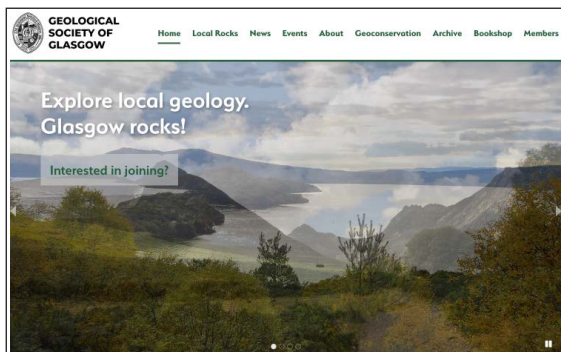 GEOLOGICAL
SOCIETY OF
GLASGOW
Home Local Rocks News Events About Geoconservation Archive Bookshop Members
Explore local geology.
Glasgow rocks!
Interested in joining?